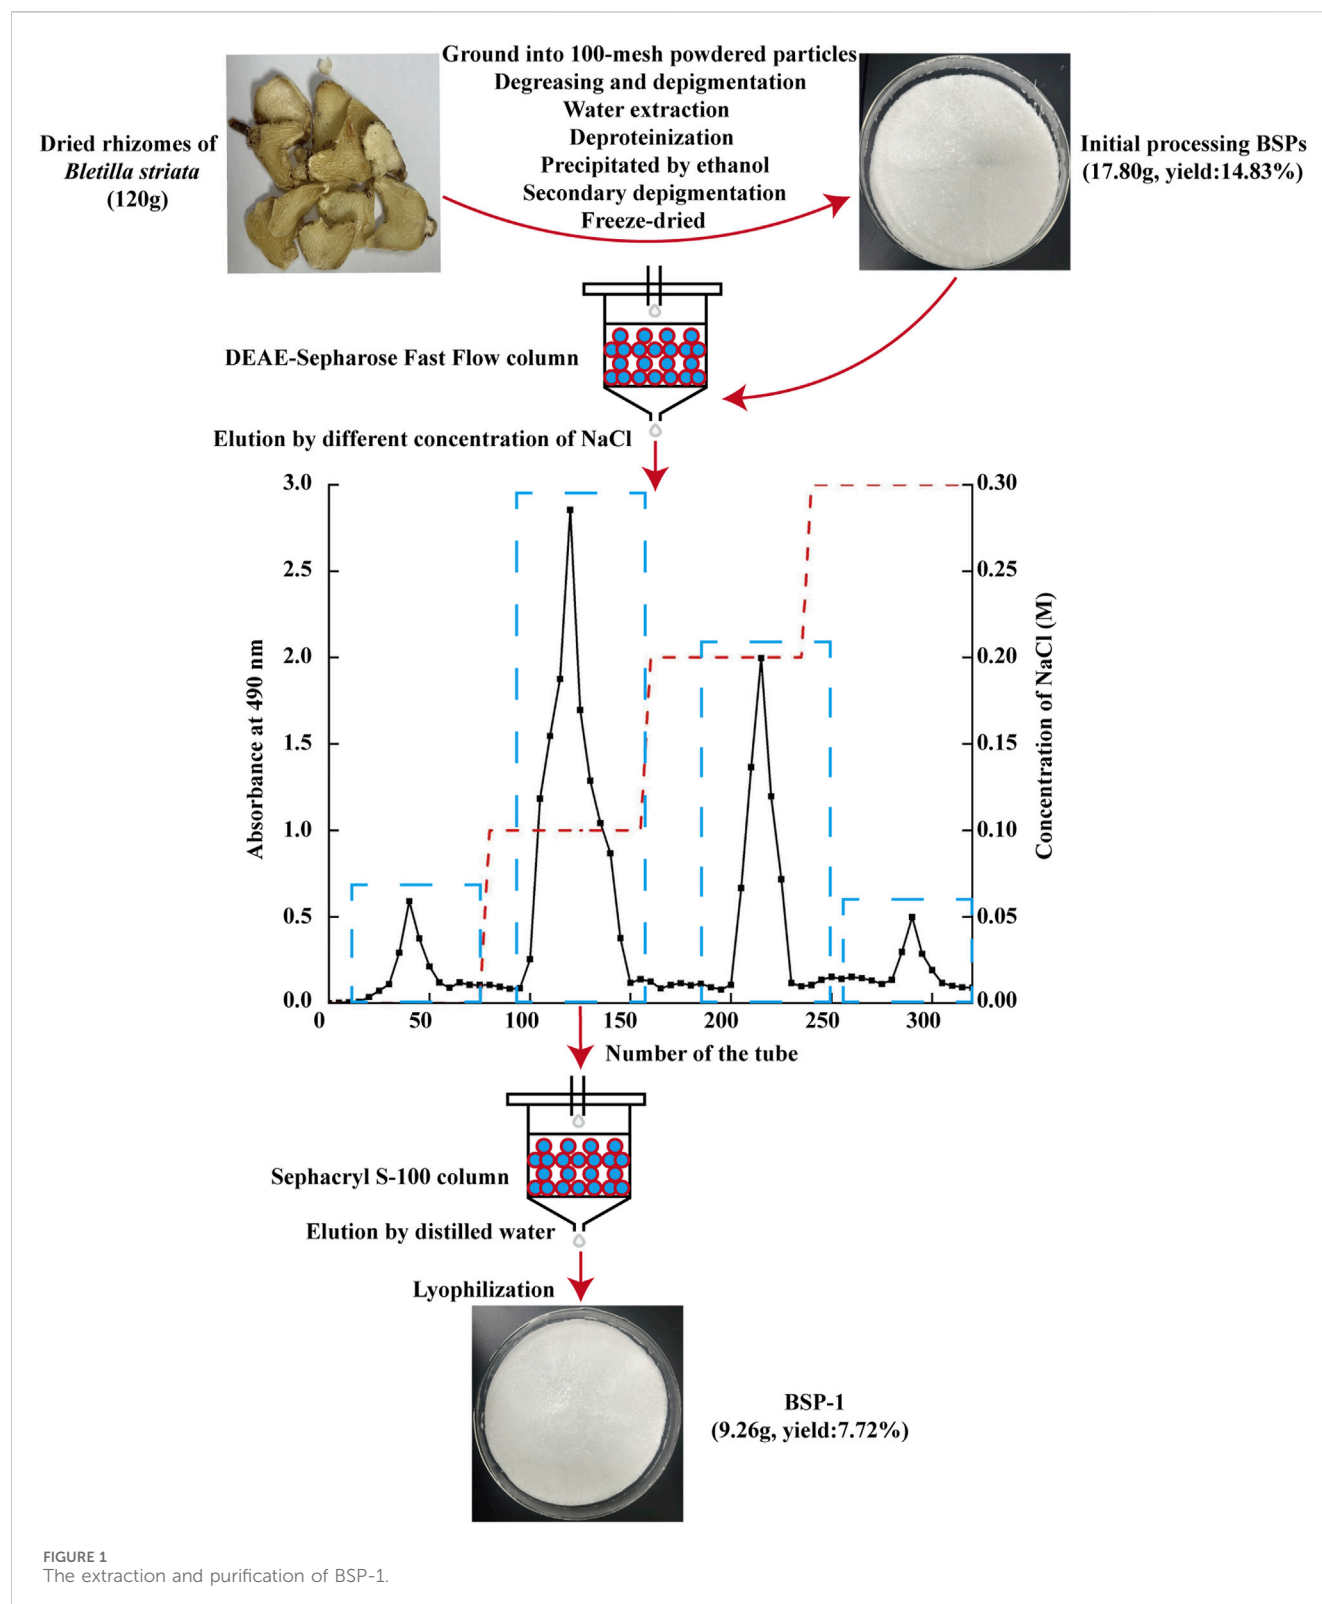 Ground into 100-mesh powdered particles
Degreasing and depigmentation
Water extraction
Deproteinization
Precipitated by ethanol
Secondary depigmentation
Freeze-dried
Dried rhizomes of
Bletilla striata
(120g)
Initial processing BSPs
(17.80g, yield:14.83%)
DEAE-Sepharose Fast Flow column
Elution by different concentration of NaCl
3.0
2.5
2.0
1.5
1.0
0.5
0.0
Absorbance at 490 nm
0.30
0.25
0.20
0.15
0.10
0.05
0.00
Concentration of NaCl (M)
0 50 100 150 200 250 300
Number of the tube
Sephacryl S-100 column
Elution by distilled water
Lyophilization
BSP-1
(9.26g, yield:7.72%)
FIGURE 1
The extraction and purification of BSP-1.